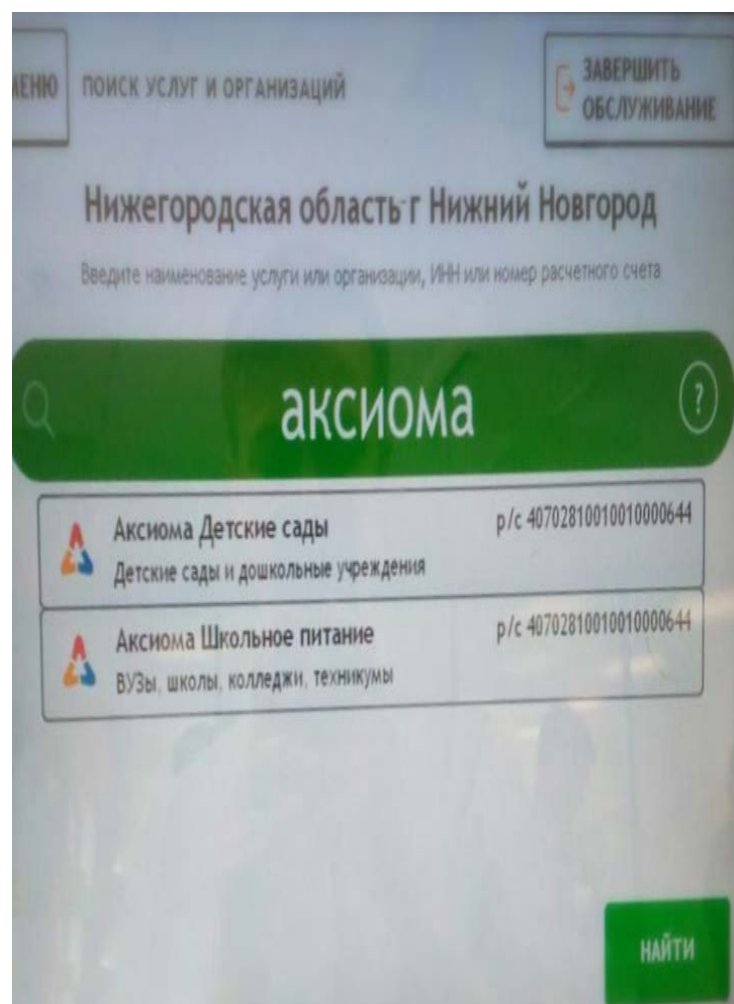 МЕНЮ
ПОИСК УСЛУГ И ОРГАНИЗАЦИЙ
ЗАВЕРШИТЬ
ОБСЛУЖИВАНИЕ
Нижегородская область г Нижний Новгород
Введите наименование услуги или организации, ИНН или номер расчетного счета
аксиома
?
Аксиома Детские сады
р/с 40702810010010000644
Детские сады и дошкольные учреждения
Аксиома Школьное питание
р/с 40702810010010000644
ВУЗы, школы, колледжи, техникумы
НАЙТИ